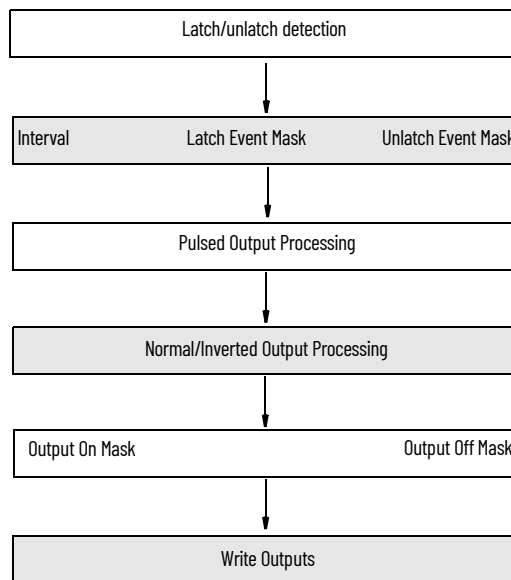 Latch/unlatch detection
Interval Latch Event Mask Unlatch Event Mask
Pulsed Output Processing
Normal/Inverted Output Processing
Output On Mask Output Off Mask
Write Outputs